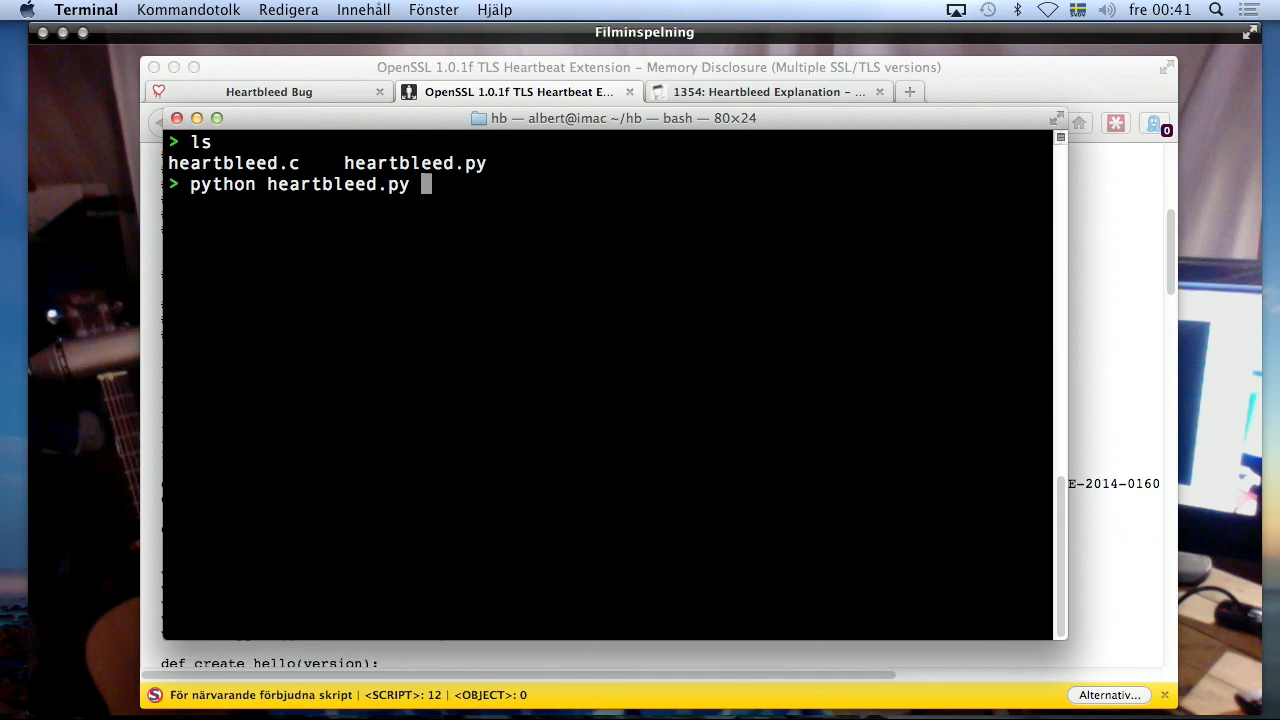 Terminal Kommandotolk Redigera Innehåll Fönster Hjälp fre 00:41
Filminspelning
OpenSSL 1.0.1f TLS Heartbeat Extension – Memory Disclosure (Multiple SSL/TLS versions)
Heartbleed Bug OpenSSL 1.0.1f TLS Heartbeat E... 1354: Heartbleed Explanation – ...
hb — albert@imac ~/hb — bash — 80×24
0
> ls
heartbleed.c heartbleed.py
> python heartbleed.py
E-2014-0160
def create_hello(version):
För närvarande förbjudna skript | <SCRIPT>: 12 | <OBJECT>: 0 Alternativ...